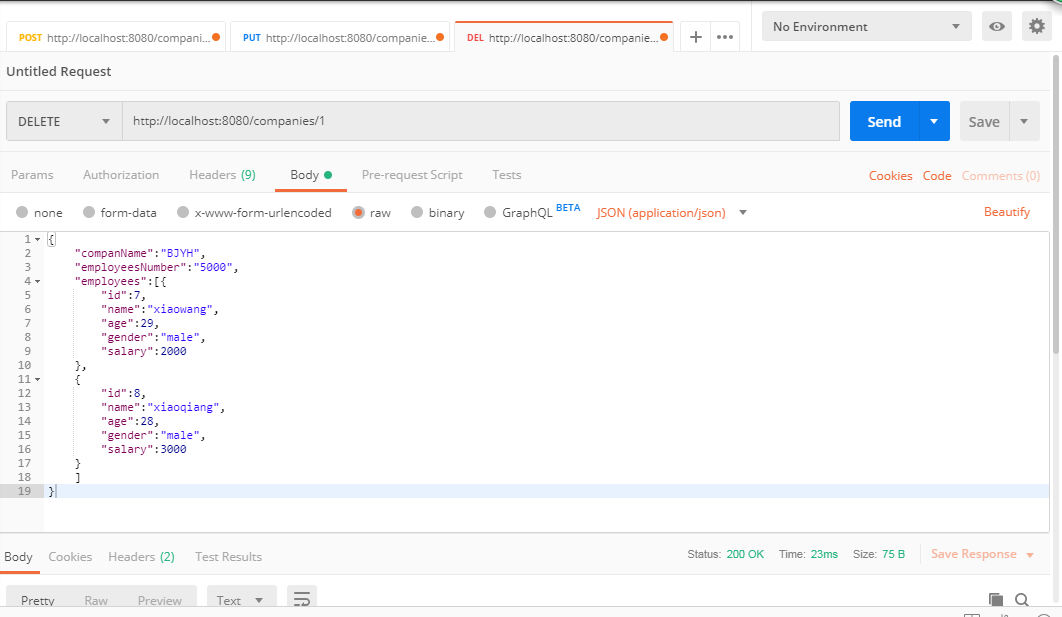 POST http://localhost:8080/compani... PUT http://localhost:8080/companie... DEL http://localhost:8080/companie... + ••• No Environment
Untitled Request
DELETE http://localhost:8080/companies/1 Send Save
Params Authorization Headers (9) Body Pre-request Script Tests Cookies Code Comments (0)
none form-data x-www-form-urlencoded raw binary GraphQL BETA JSON (application/json) Beautify
1 {
2 "companName":"BJYH",
3 "employeesNumber":"5000",
4 "employees":[{
5 "id":7,
6 "name":"xiaowang",
7 "age":29,
8 "gender":"male",
9 "salary":2000
10 },
11 {
12 "id":8,
13 "name":"xiaoqiang",
14 "age":28,
15 "gender":"male",
16 "salary":3000
17 }
18 ]
19 }
Body Cookies Headers (2) Test Results Status: 200 OK Time: 23ms Size: 75 B Save Response
Pretty Raw Preview Text